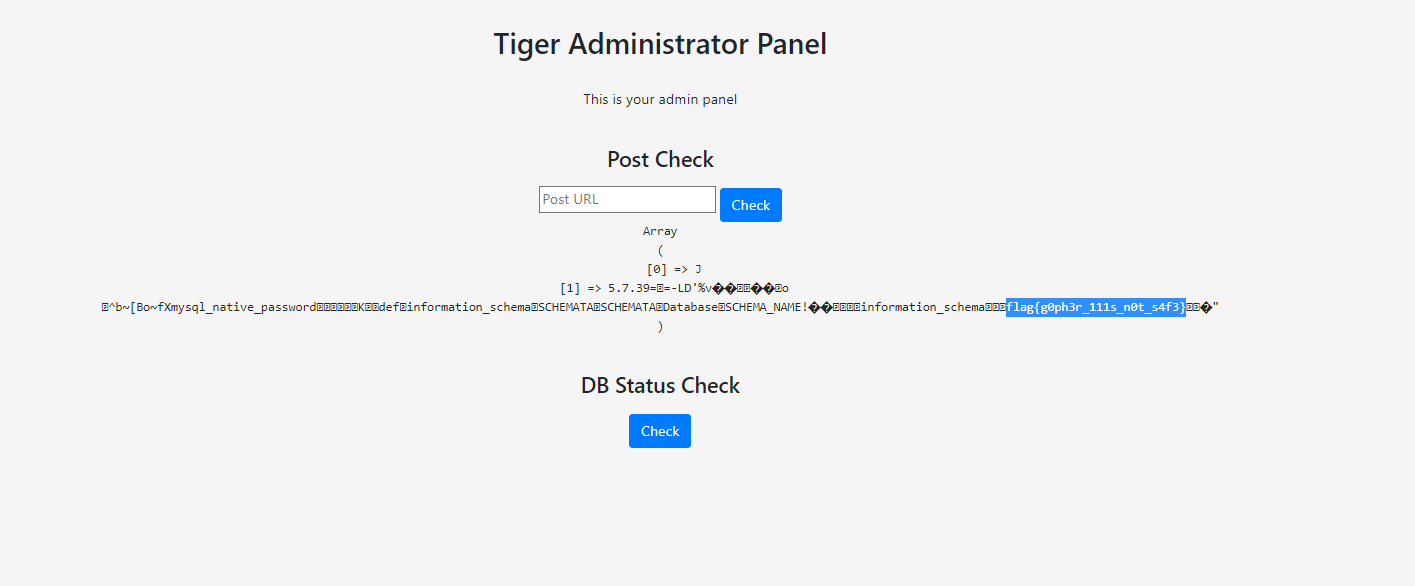 Tiger Administrator Panel
This is your admin panel
Post Check
Post URL
Check
Array
(
[0] => J
[1] => 5.7.39=�=-LD'%v������o
�^b~[Bo~fXmysql_native_password������K��def�information_schema�SCHEMATA�SCHEMATA�Database�SCHEMA_NAME!������information_schema���flag{g0ph3r_111s_n0t_s4f3}���"
)
DB Status Check
Check